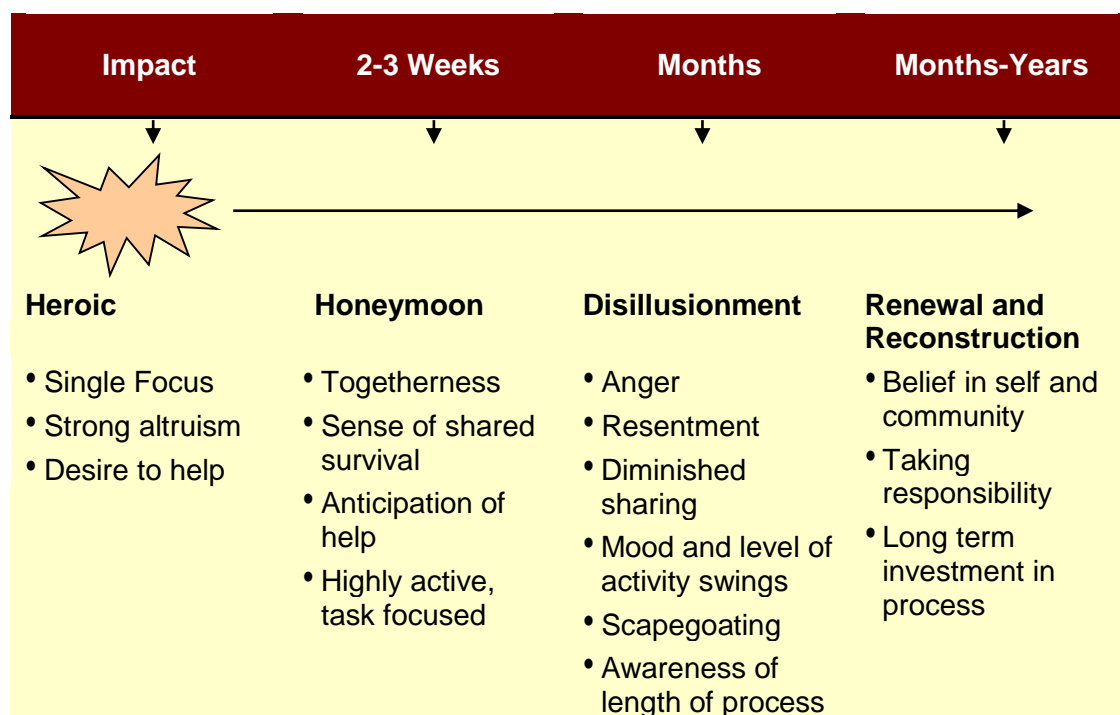 Impact
2-3 Weeks
Months
Months-Years
Heroic
• Single Focus
• Strong altruism
• Desire to help
Honeymoon
• Togetherness
• Sense of shared
survival
• Anticipation of
help
• Highly active,
task focused
Disillusionment
• Anger
• Resentment
• Diminished
sharing
• Mood and level of
activity swings
• Scapegoating
• Awareness of
length of process
Renewal and
Reconstruction
• Belief in self and
community
• Taking
responsibility
• Long term
investment in
process